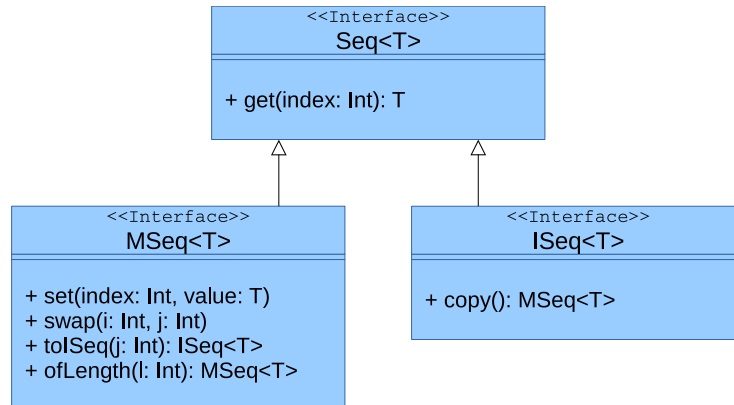 <<Interface>>
Seq<T>
+ get(index: Int): T
<<Interface>>
MSeq<T>
+ set(index: Int, value: T)
+ swap(i: Int, j: Int)
+ toISeq(j: Int): ISeq<T>
+ ofLength(l: Int): MSeq<T>
<<Interface>>
ISeq<T>
+ copy(): MSeq<T>